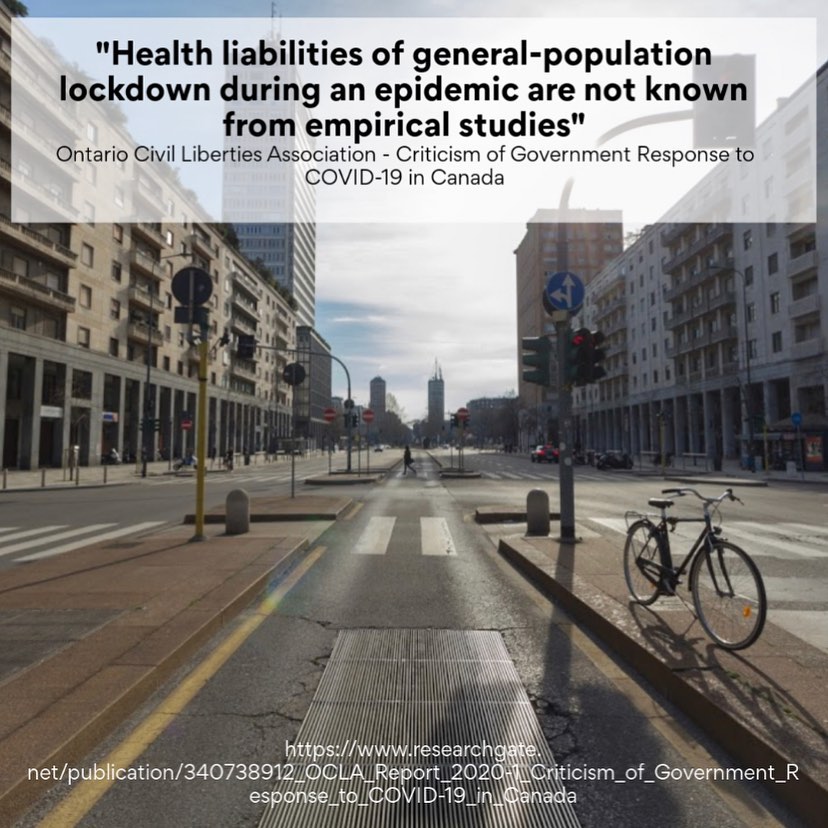 "Health liabilities of general-population
lockdown during an epidemic are not known
from empirical studies"
Ontario Civil Liberties Association - Criticism of Government Response to
COVID-19 in Canada
https://www.researchgate.
net/publication/340738912_OCLA_Report_2020-1_Criticism_of_Government_R
esponse_to_COVID-19_in_Canada